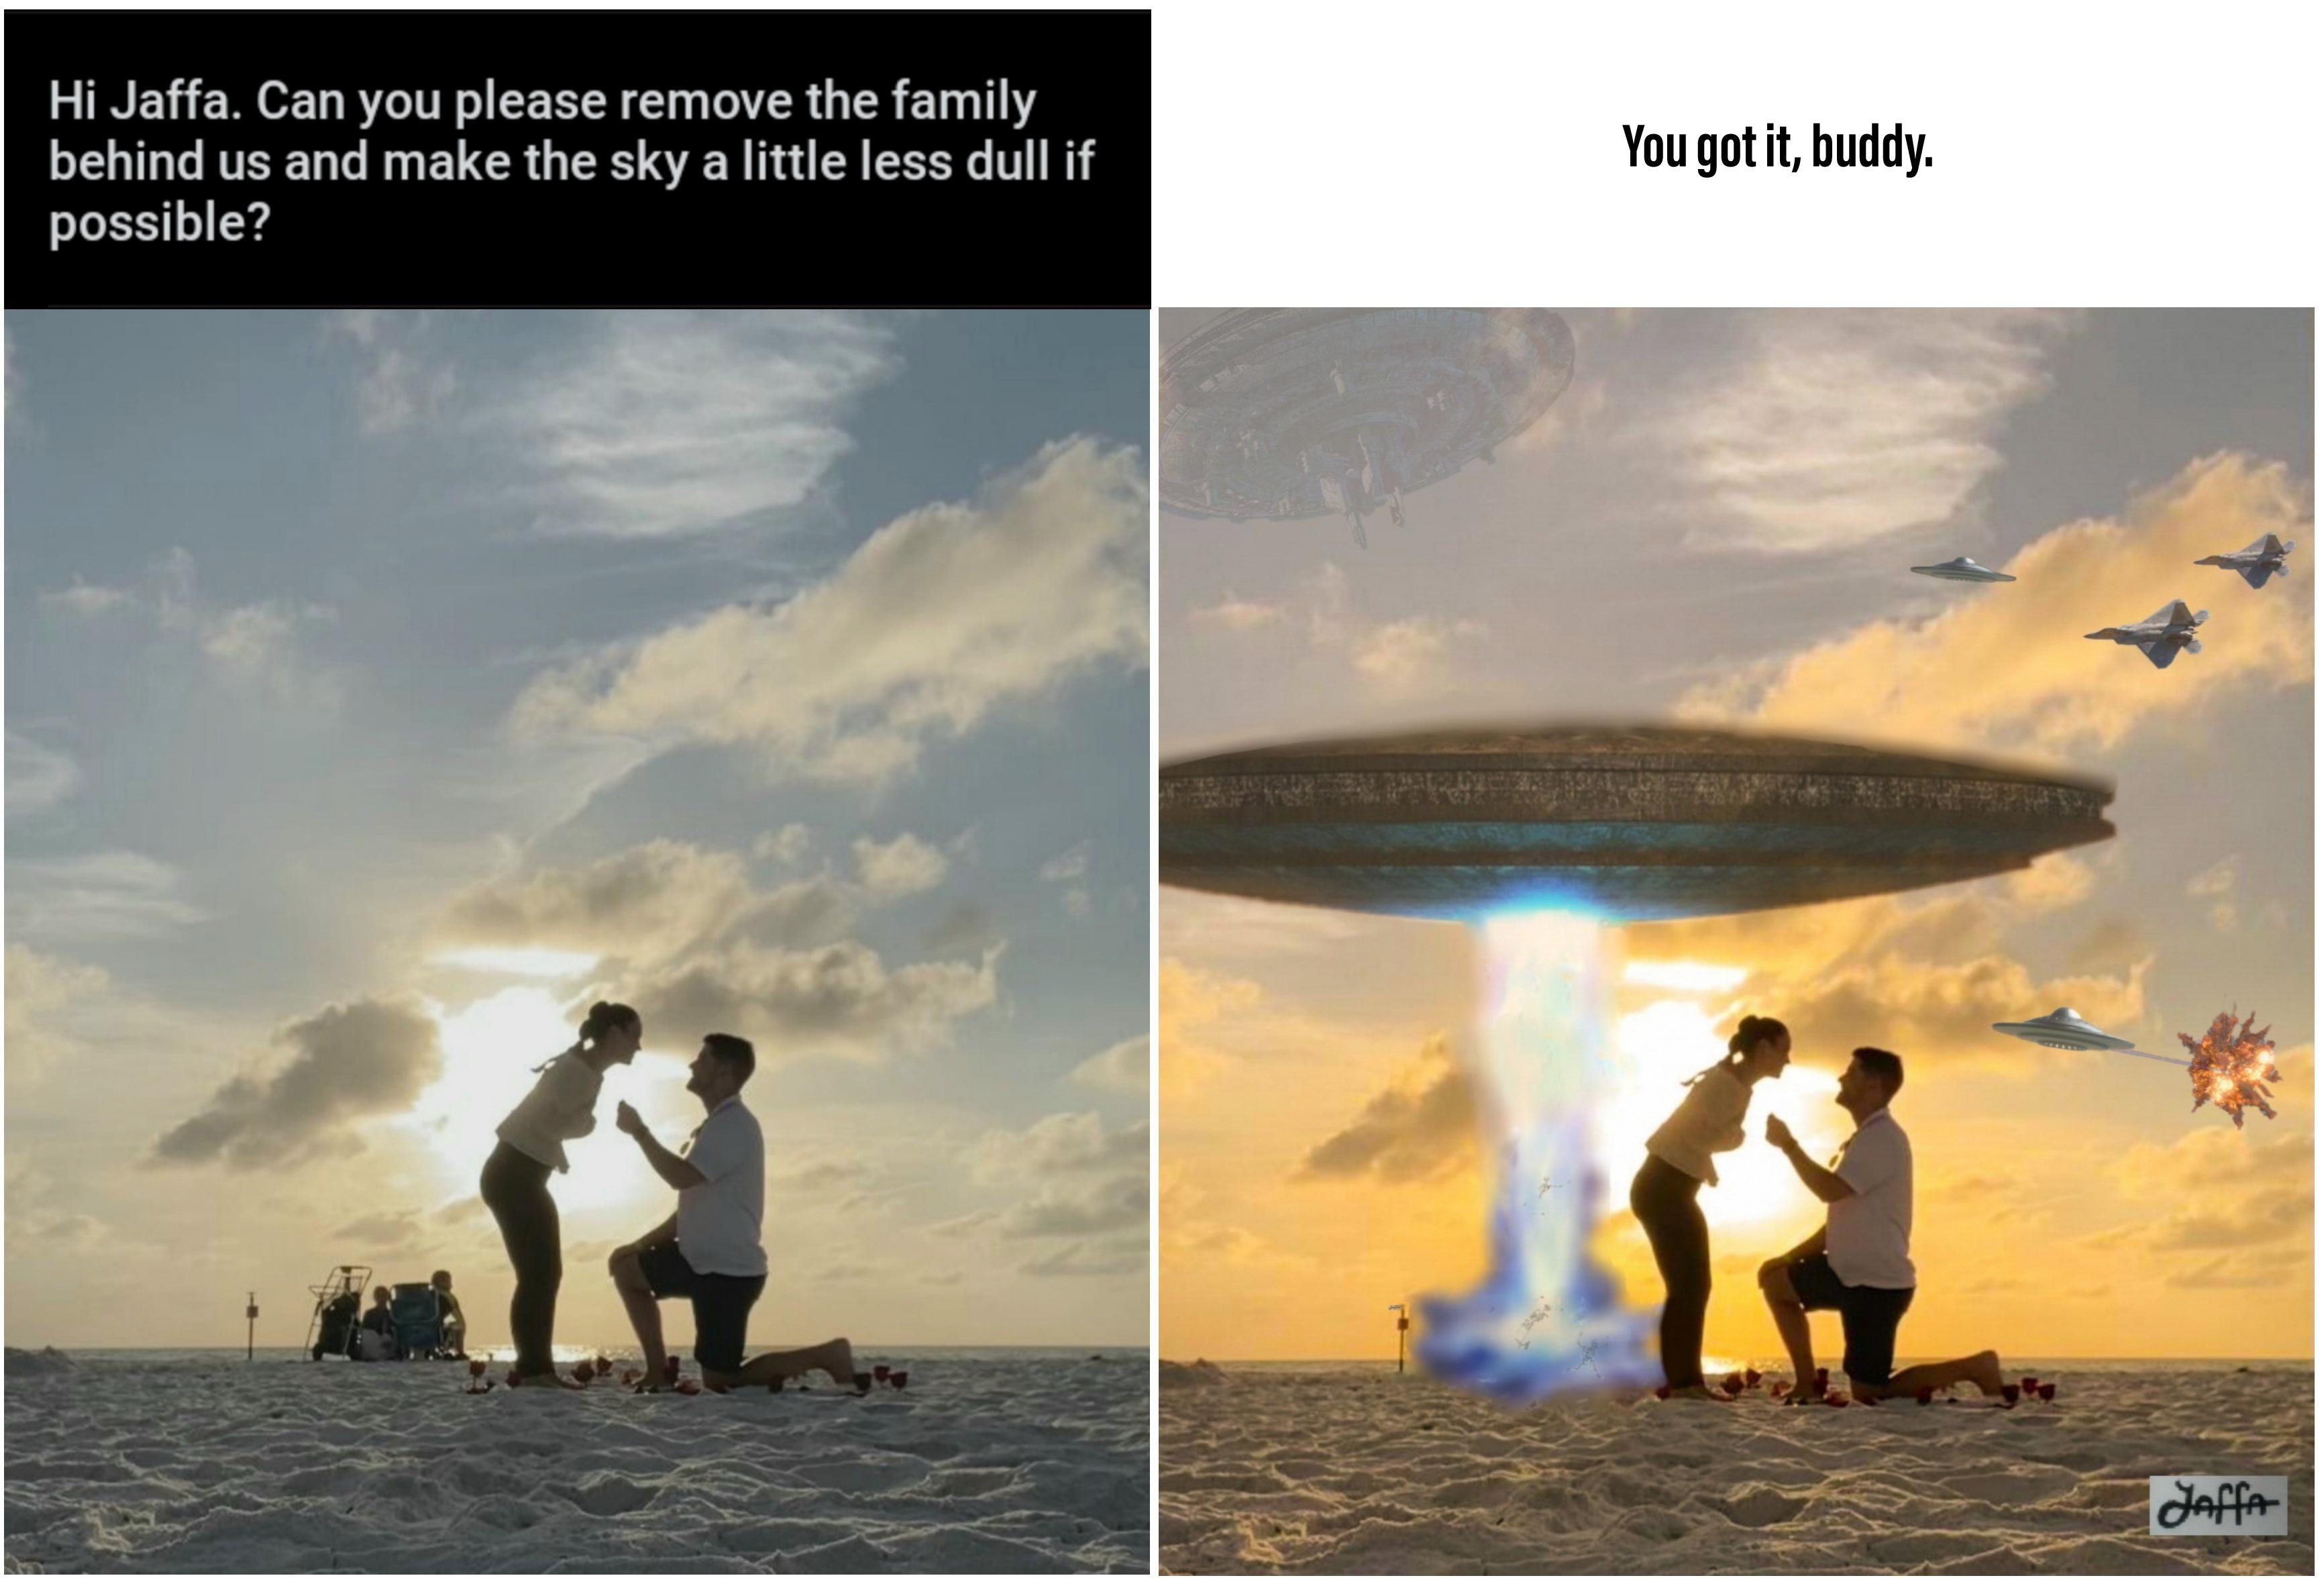 Hi Jaffa. Can you please remove the family
behind us and make the sky a little less dull if
possible?
You got it, buddy.
Jaffa